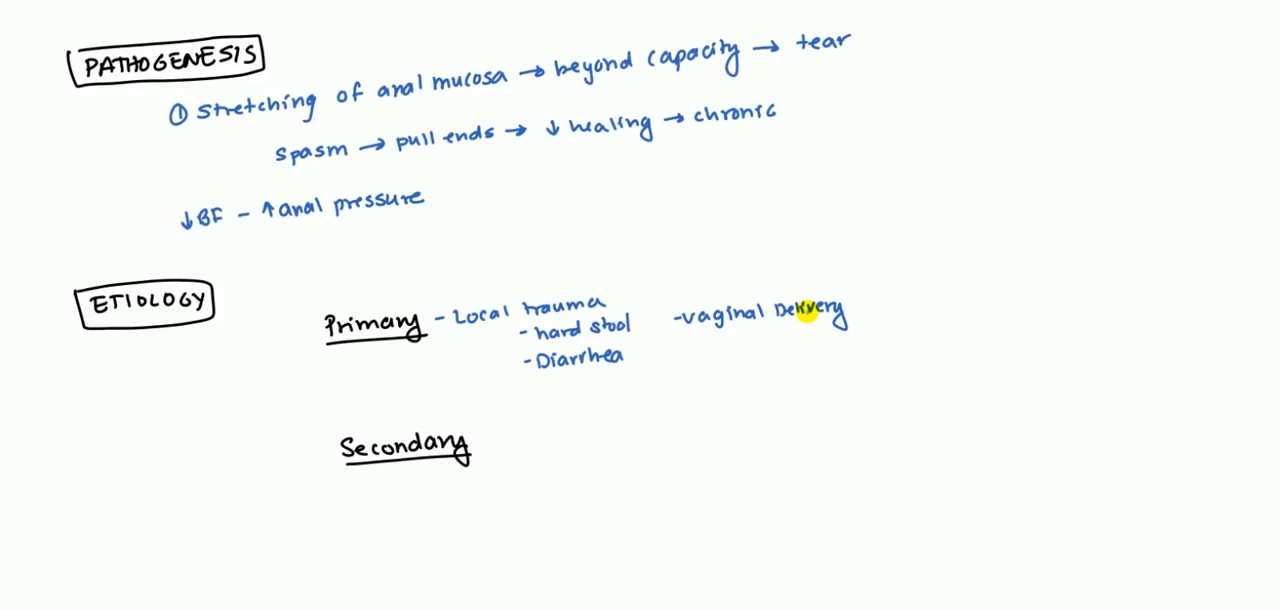 PATHOGENESIS
① Stretching of anal mucosa → beyond capacity → tear
Spasm → pull ends → ↓ healing → chronic
↓ BF - ↑ anal pressure
ETIOLOGY
Primary - Local trauma
- hard stool
- Diarrhea
- Vaginal Delivery
Secondary